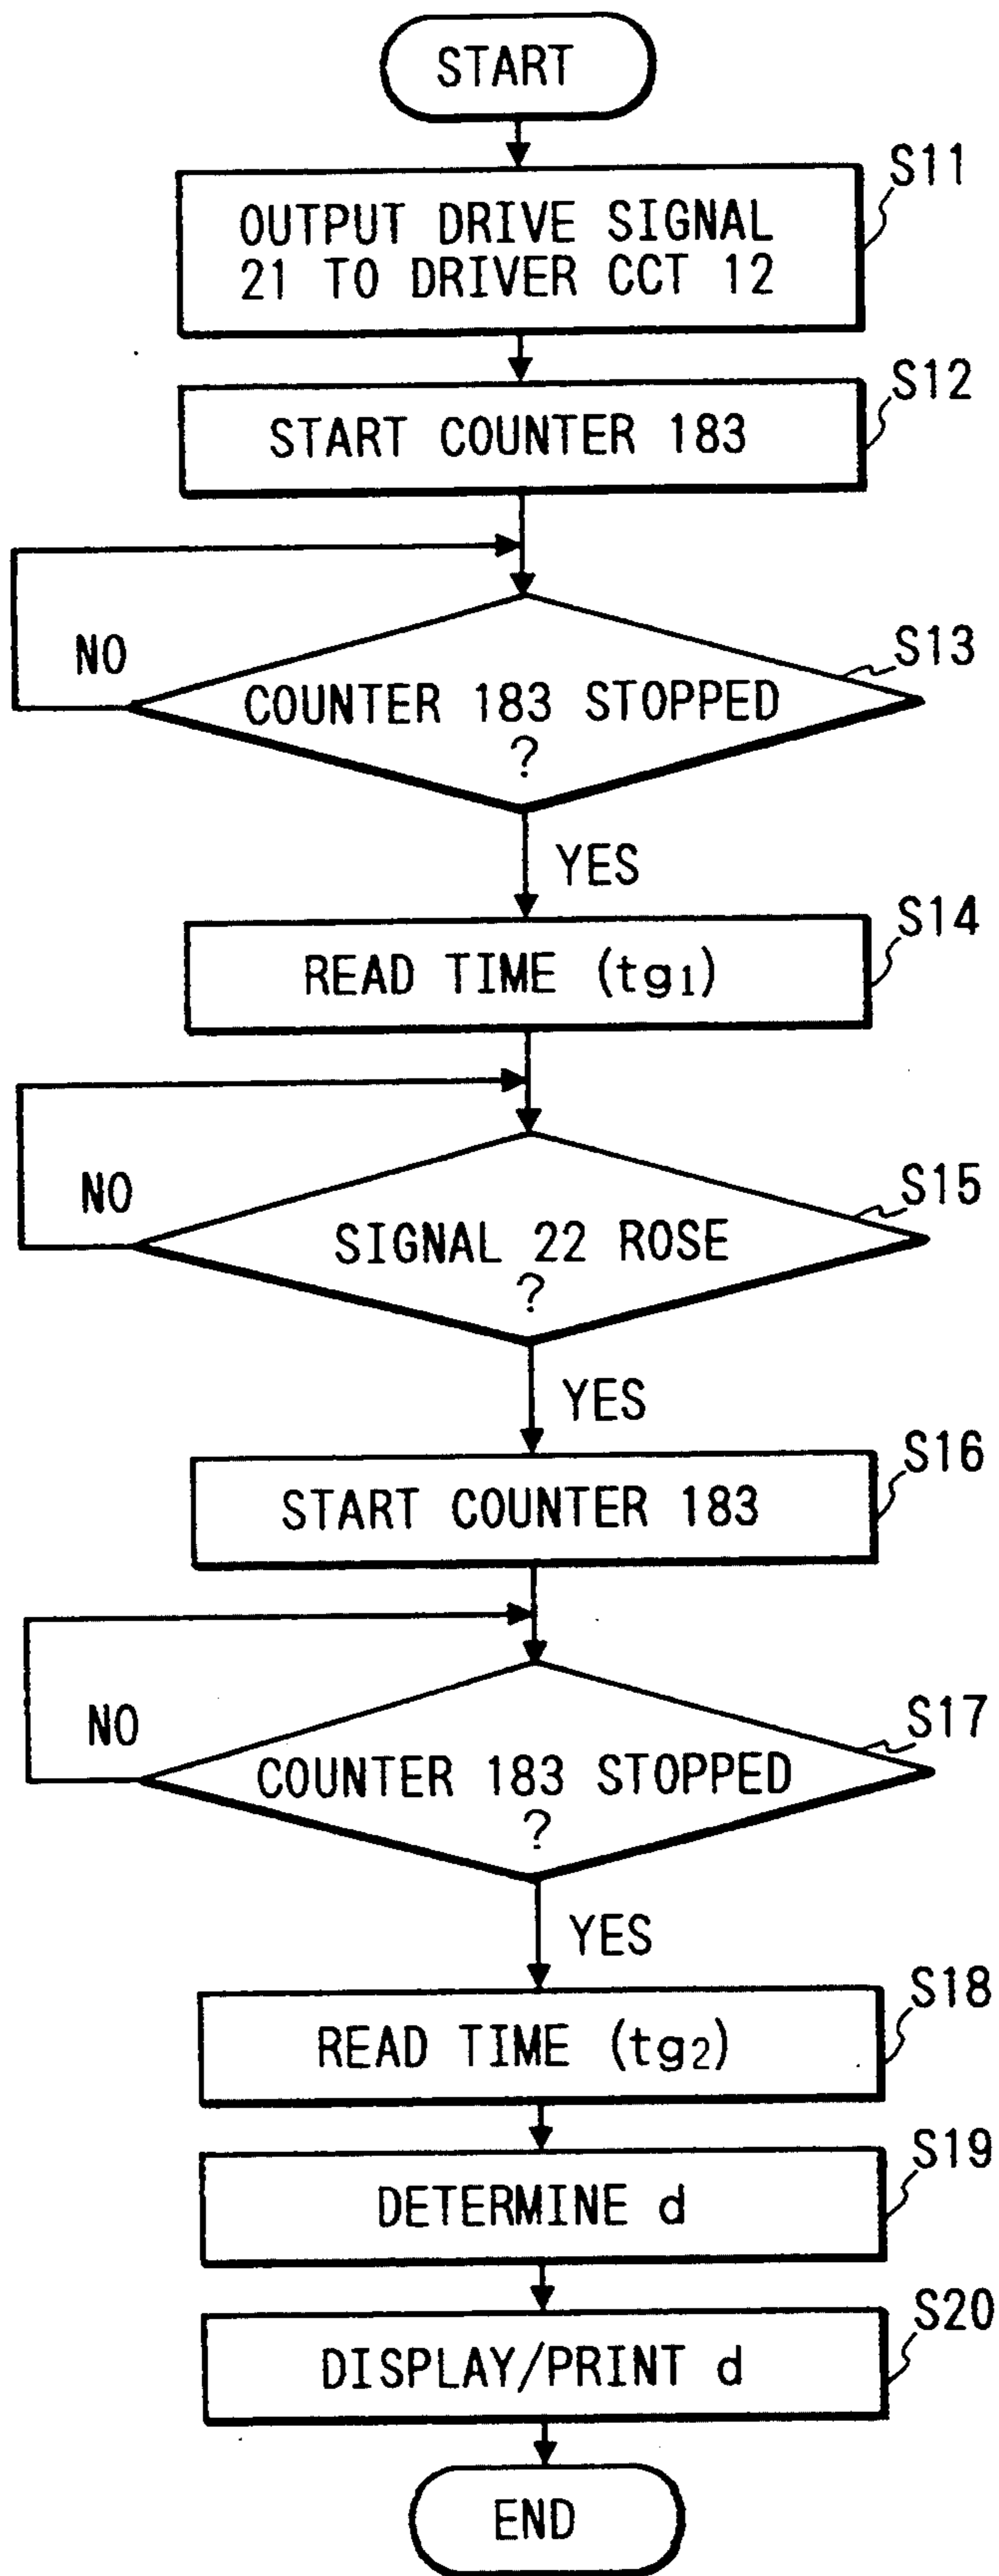 START
S11
OUTPUT DRIVE SIGNAL
21 TO DRIVER CCT 12
S12
START COUNTER 183
NO
S13
COUNTER 183 STOPPED
?
YES
S14
READ TIME (tg1)
NO
S15
SIGNAL 22 ROSE
?
YES
S16
START COUNTER 183
NO
S17
COUNTER 183 STOPPED
?
YES
S18
READ TIME (tg2)
S19
DETERMINE d
S20
DISPLAY/PRINT d
END